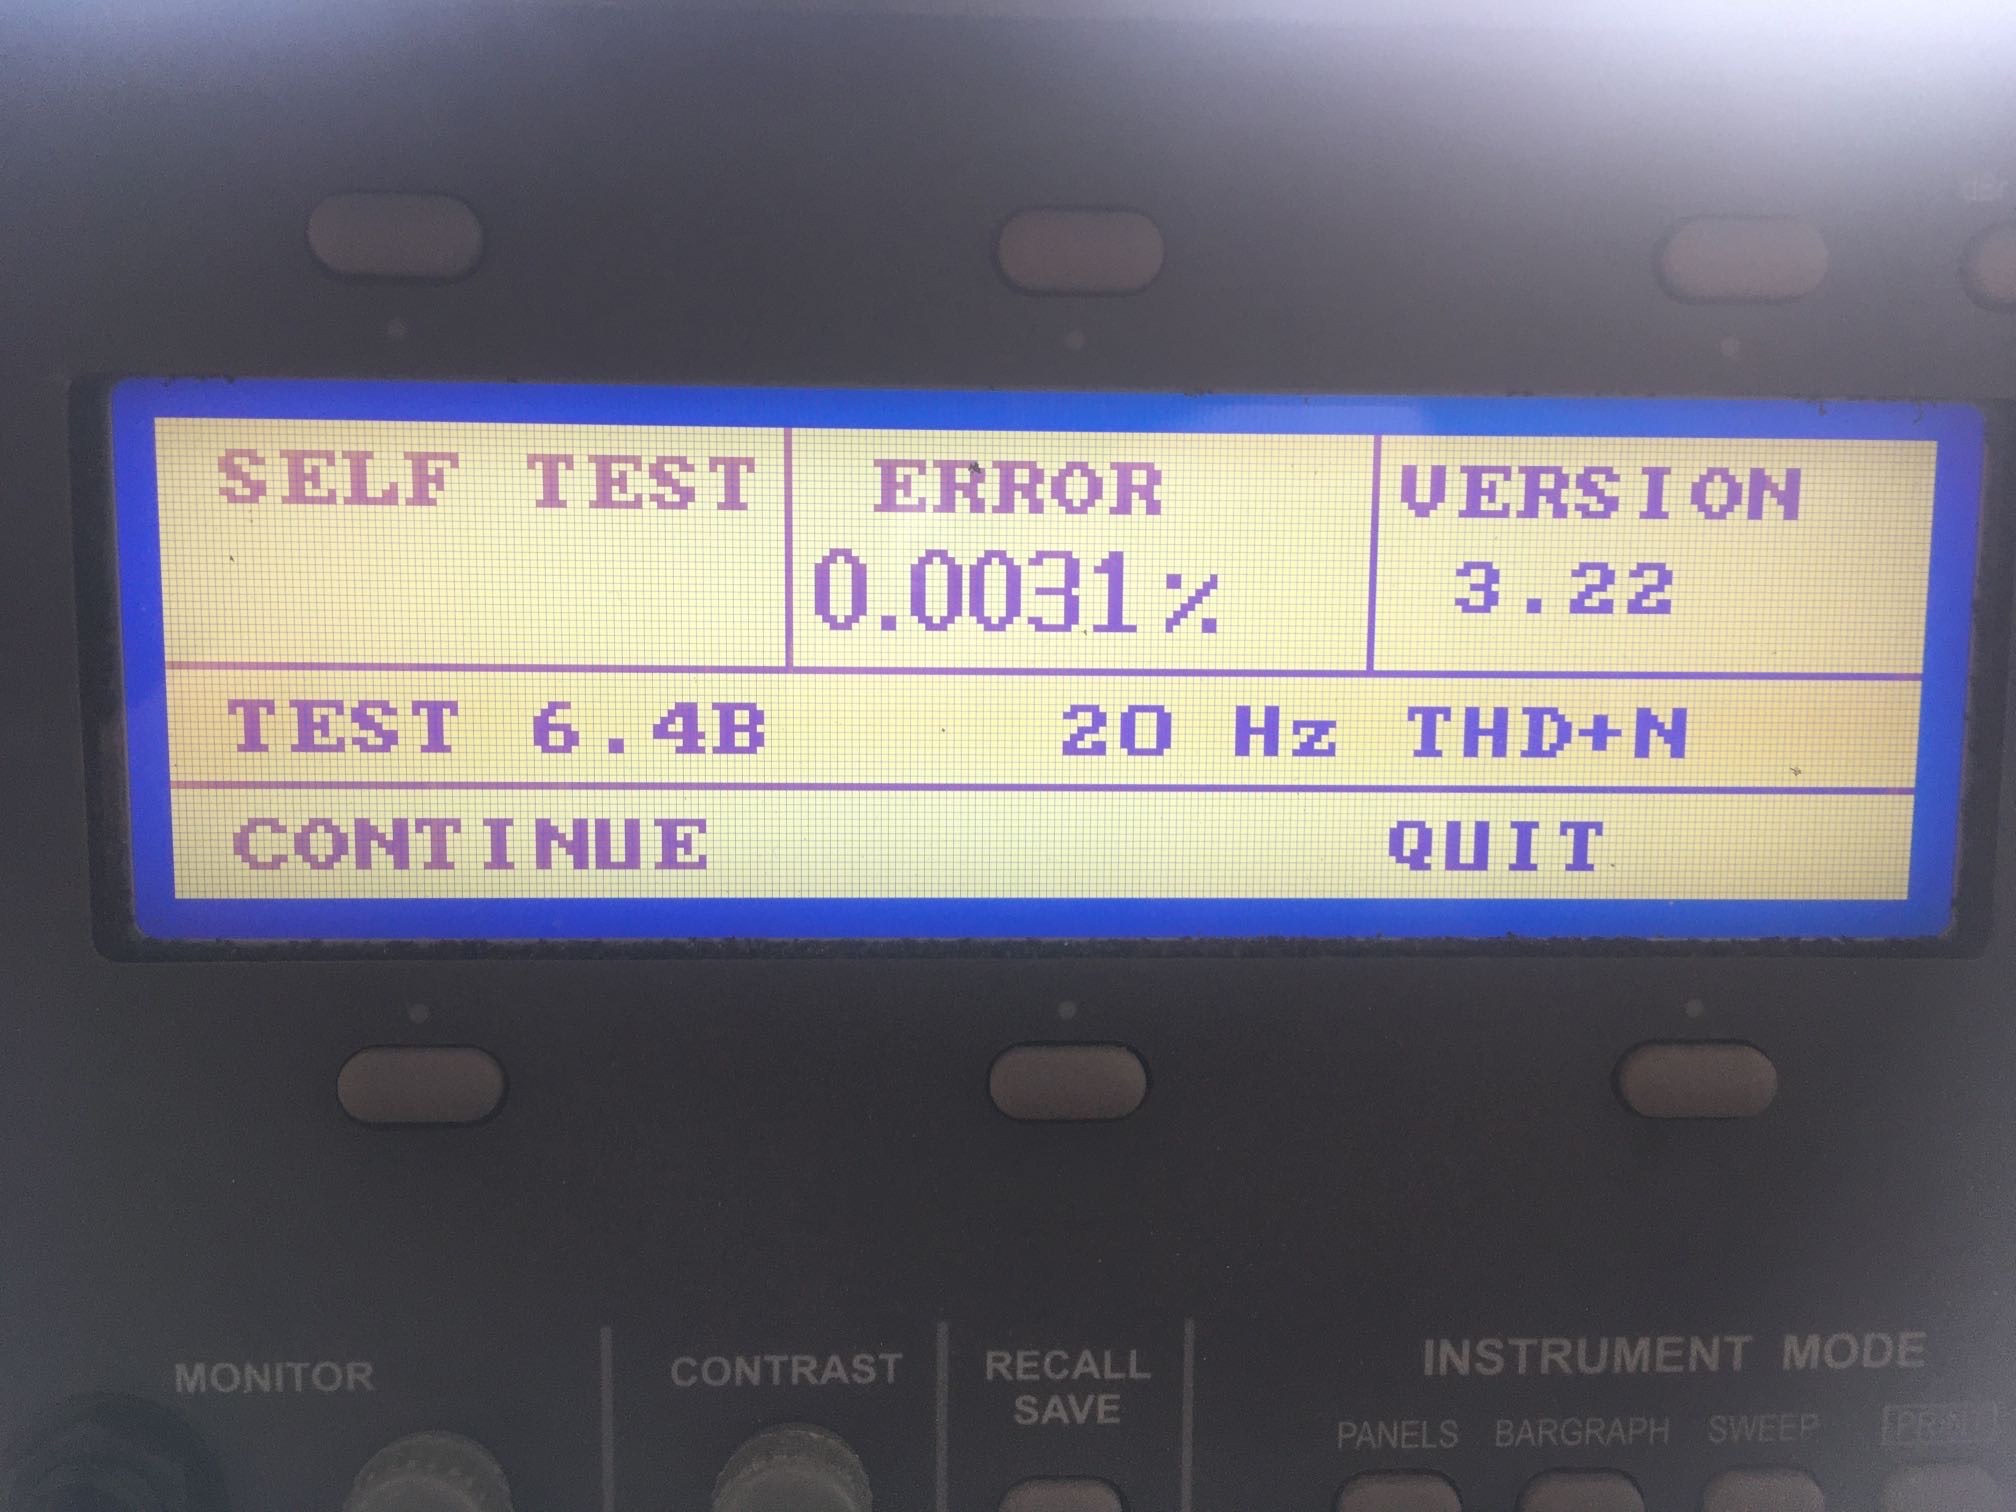 SELF TEST
ERROR
VERSION
0.0031%
3.22
TEST 6.4B
20 Hz THD+N
CONTINUE
QUIT
MONITOR
CONTRAST
RECALL
SAVE
INSTRUMENT MODE
PANELS
BARGRAPH
SWEEP